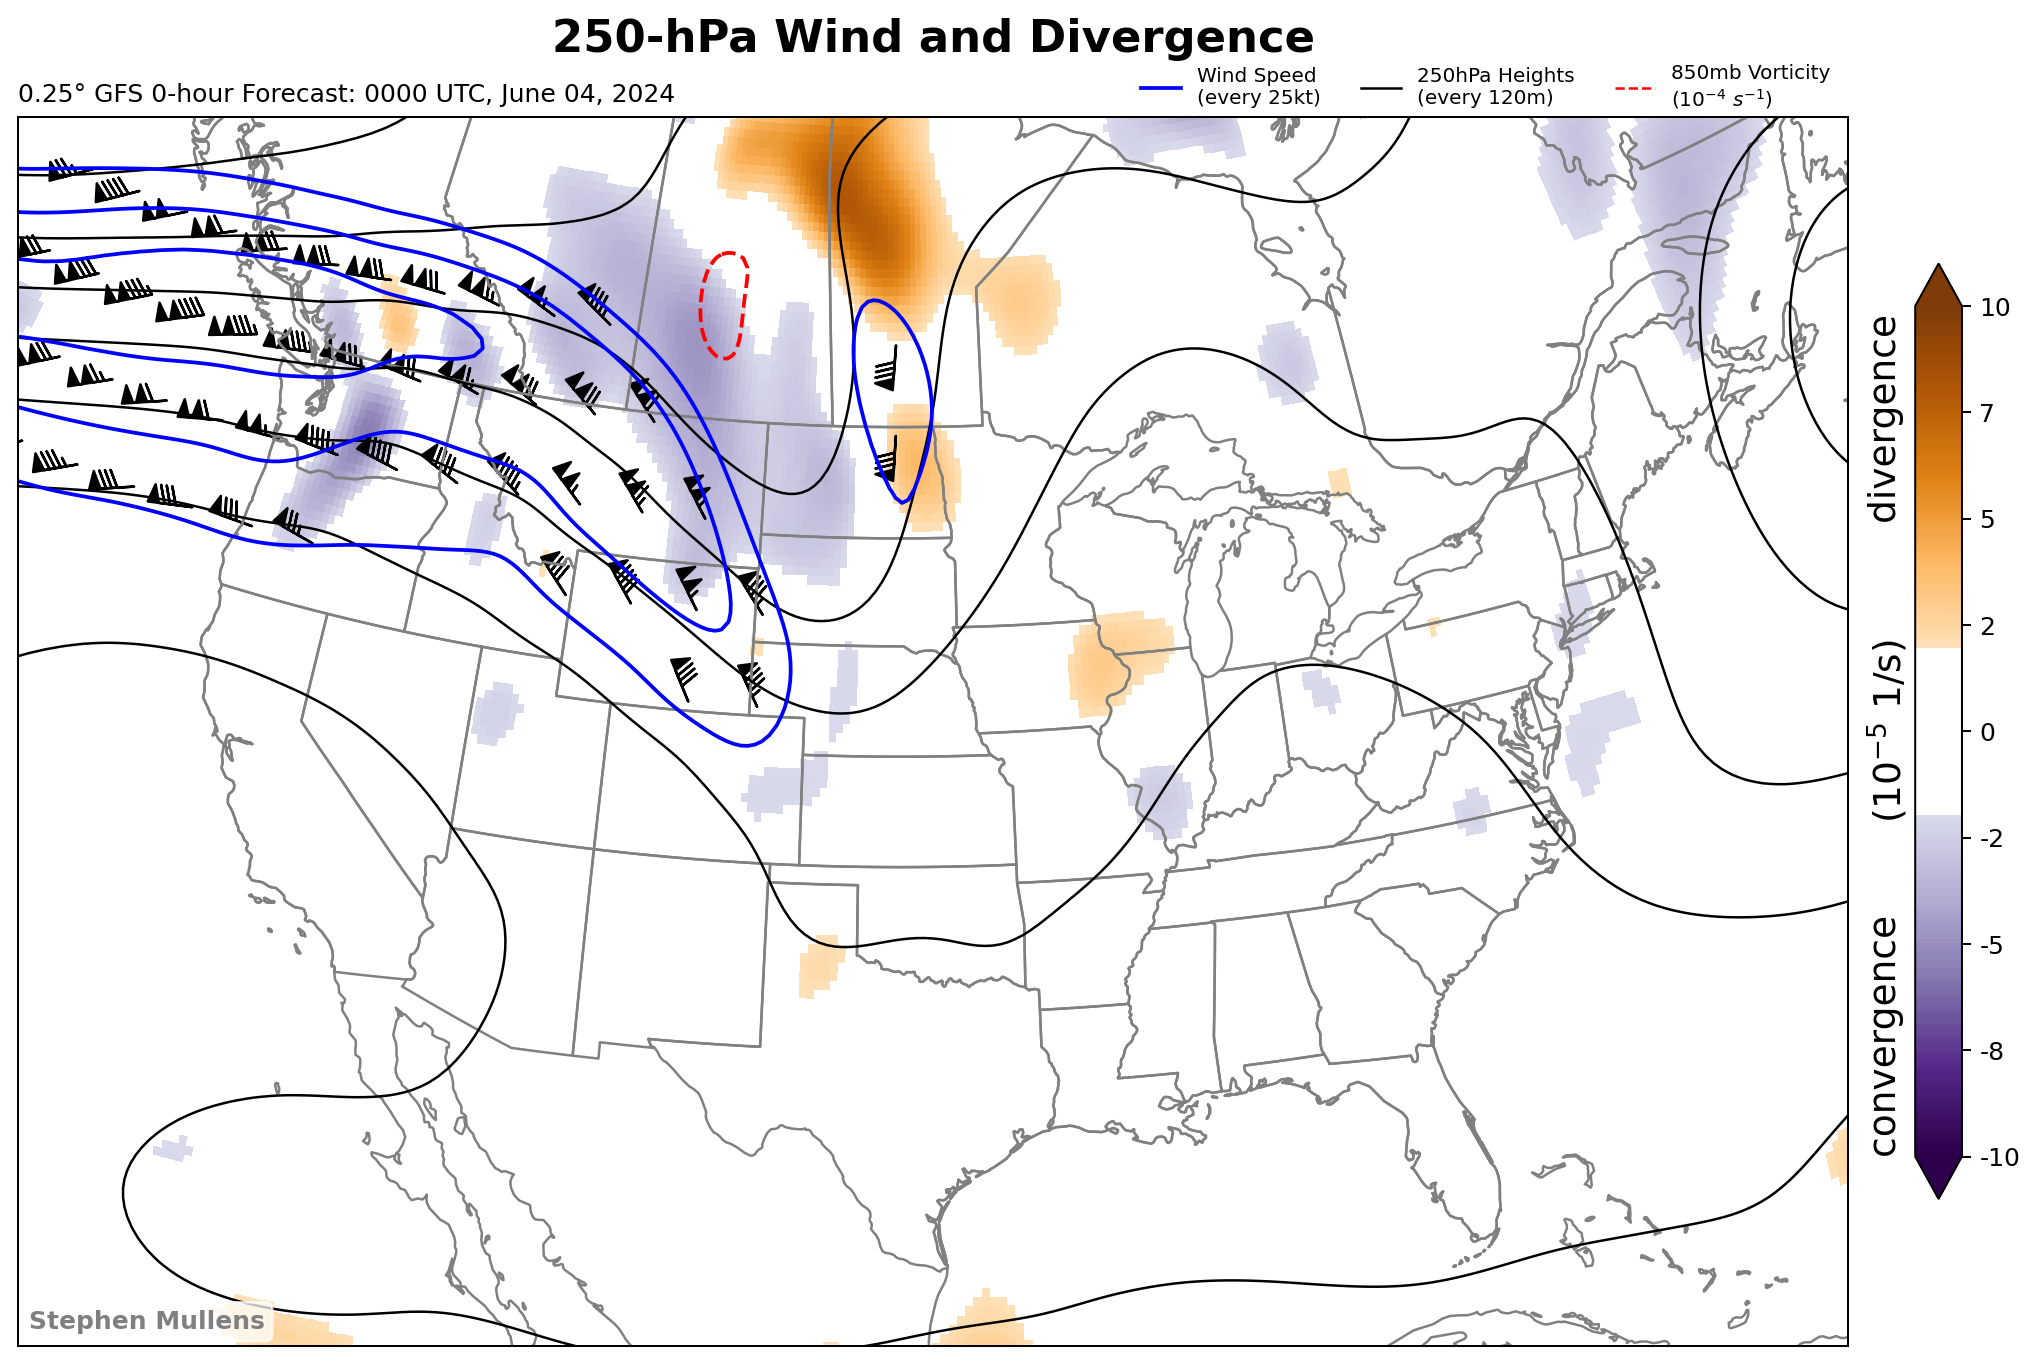 250-hPa Wind and Divergence
0.25° GFS 0-hour Forecast: 0000 UTC, June 04, 2024
Wind Speed
(every 25kt)
250hPa Heights
(every 120m)
850mb Vorticity
(10⁻⁴ s⁻¹)
10
7
5
2
0
-2
-5
-8
-10
convergence (10⁻⁵ 1/s) divergence
Stephen Mullens